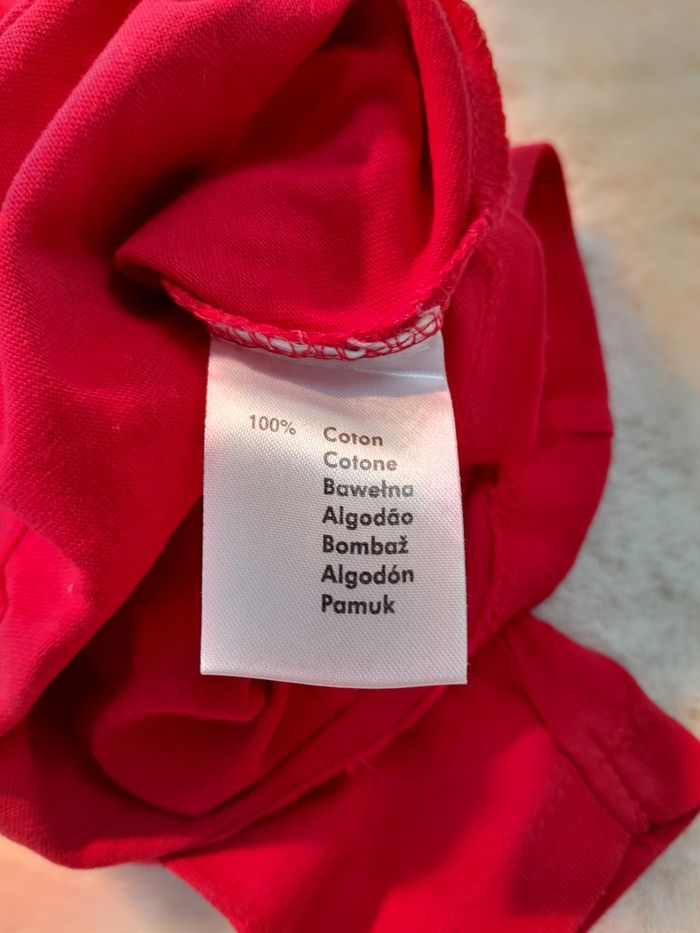 100% Coton
Cotone
Bawełna
Algodão
Bombaž
Algodón
Pamuk